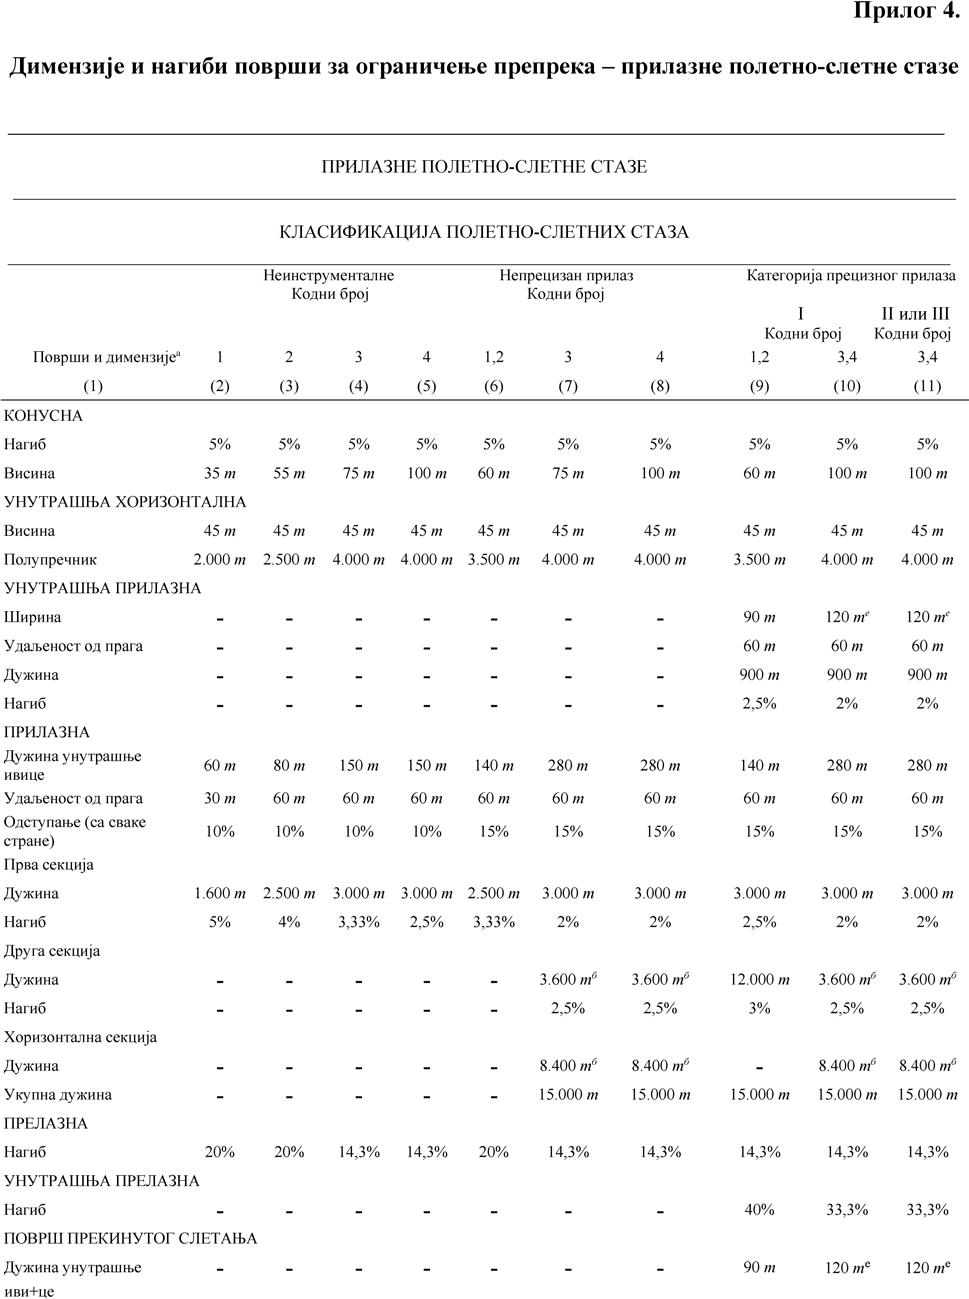 Прилог 4.
Димензије и нагиби површи за ограничење препрека – прилазне полетно-слетне стазе
ПРИЛАЗНЕ ПОЛЕТНО-СЛЕТНЕ СТАЗЕ
КЛАСИФИКАЦИЈА ПОЛЕТНО-СЛЕТНИХ СТАЗА
Неинструменталне Непрецизан прилаз Категорија прецизног прилаза
Кодни број Кодни број
I II или III
Кодни број Кодни број
Површи и димензијеª 1 2 3 4 1,2 3 4 1,2 3,4 3,4
(1) (2) (3) (4) (5) (6) (7) (8) (9) (10) (11)
КОНУСНА
Нагиб 5% 5% 5% 5% 5% 5% 5% 5% 5% 5%
Висина 35 m 55 m 75 m 100 m 60 m 75 m 100 m 60 m 100 m 100 m
УНУТРАШЊА ХОРИЗОНТАЛНА
Висина 45 m 45 m 45 m 45 m 45 m 45 m 45 m 45 m 45 m 45 m
Полупречник 2.000 m 2.500 m 4.000 m 4.000 m 3.500 m 4.000 m 4.000 m 3.500 m 4.000 m 4.000 m
УНУТРАШЊА ПРИЛАЗНА
Ширина - - - - - - - 90 m 120 mᵉ 120 mᵉ
Удаљеност од прага - - - - - - - 60 m 60 m 60 m
Дужина - - - - - - - 900 m 900 m 900 m
Нагиб - - - - - - - 2,5% 2% 2%
ПРИЛАЗНА
Дужина унутрашње
ивице 60 m 80 m 150 m 150 m 140 m 280 m 280 m 140 m 280 m 280 m
Удаљеност од прага 30 m 60 m 60 m 60 m 60 m 60 m 60 m 60 m 60 m 60 m
Одступање (са сваке
стране) 10% 10% 10% 10% 15% 15% 15% 15% 15% 15%
Прва секција
Дужина 1.600 m 2.500 m 3.000 m 3.000 m 2.500 m 3.000 m 3.000 m 3.000 m 3.000 m 3.000 m
Нагиб 5% 4% 3,33% 2,5% 3,33% 2% 2% 2,5% 2% 2%
Друга секција
Дужина - - - - - 3.600 mб 3.600 mб 12.000 m 3.600 mб 3.600 mб
Нагиб - - - - - 2,5% 2,5% 3% 2,5% 2,5%
Хоризонтална секција
Дужина - - - - - 8.400 mб 8.400 mб - 8.400 mб 8.400 mб
Укупна дужина - - - - - 15.000 m 15.000 m 15.000 m 15.000 m 15.000 m
ПРЕЛАЗНА
Нагиб 20% 20% 14,3% 14,3% 20% 14,3% 14,3% 14,3% 14,3% 14,3%
УНУТРАШЊА ПРЕЛАЗНА
Нагиб - - - - - - - 40% 33,3% 33,3%
ПОВРШ ПРЕКИНУТОГ СЛЕТАЊА
Дужина унутрашње - - - - - - - 90 m 120 mᵉ 120 mᵉ
иви+це